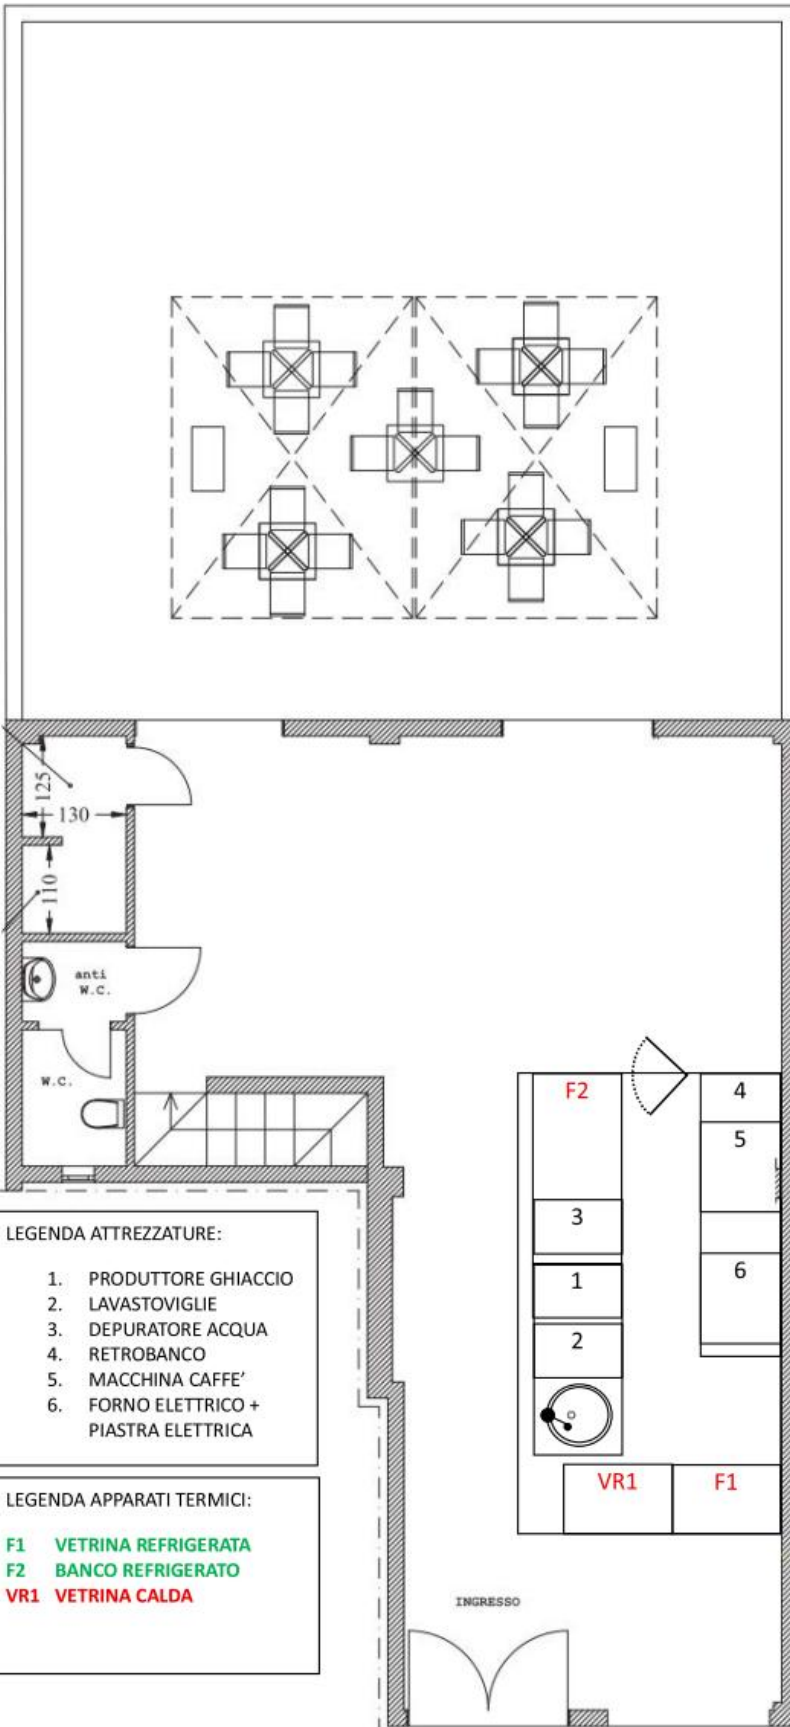 125
130
110
anti
W.C.
W.C.
F2
4
5
3
1
6
2
VR1
F1
LEGENDA ATTREZZATURE:
1. PRODUTTORE GHIACCIO
2. LAVASTOVIGLIE
3. DEPURATORE ACQUA
4. RETROBANCO
5. MACCHINA CAFFE'
6. FORNO ELETTRICO +
PIASTRA ELETTRICA
LEGENDA APPARATI TERMICI:
F1 VETRINA REFRIGERATA
F2 BANCO REFRIGERATO
VR1 VETRINA CALDA
INGRESSO